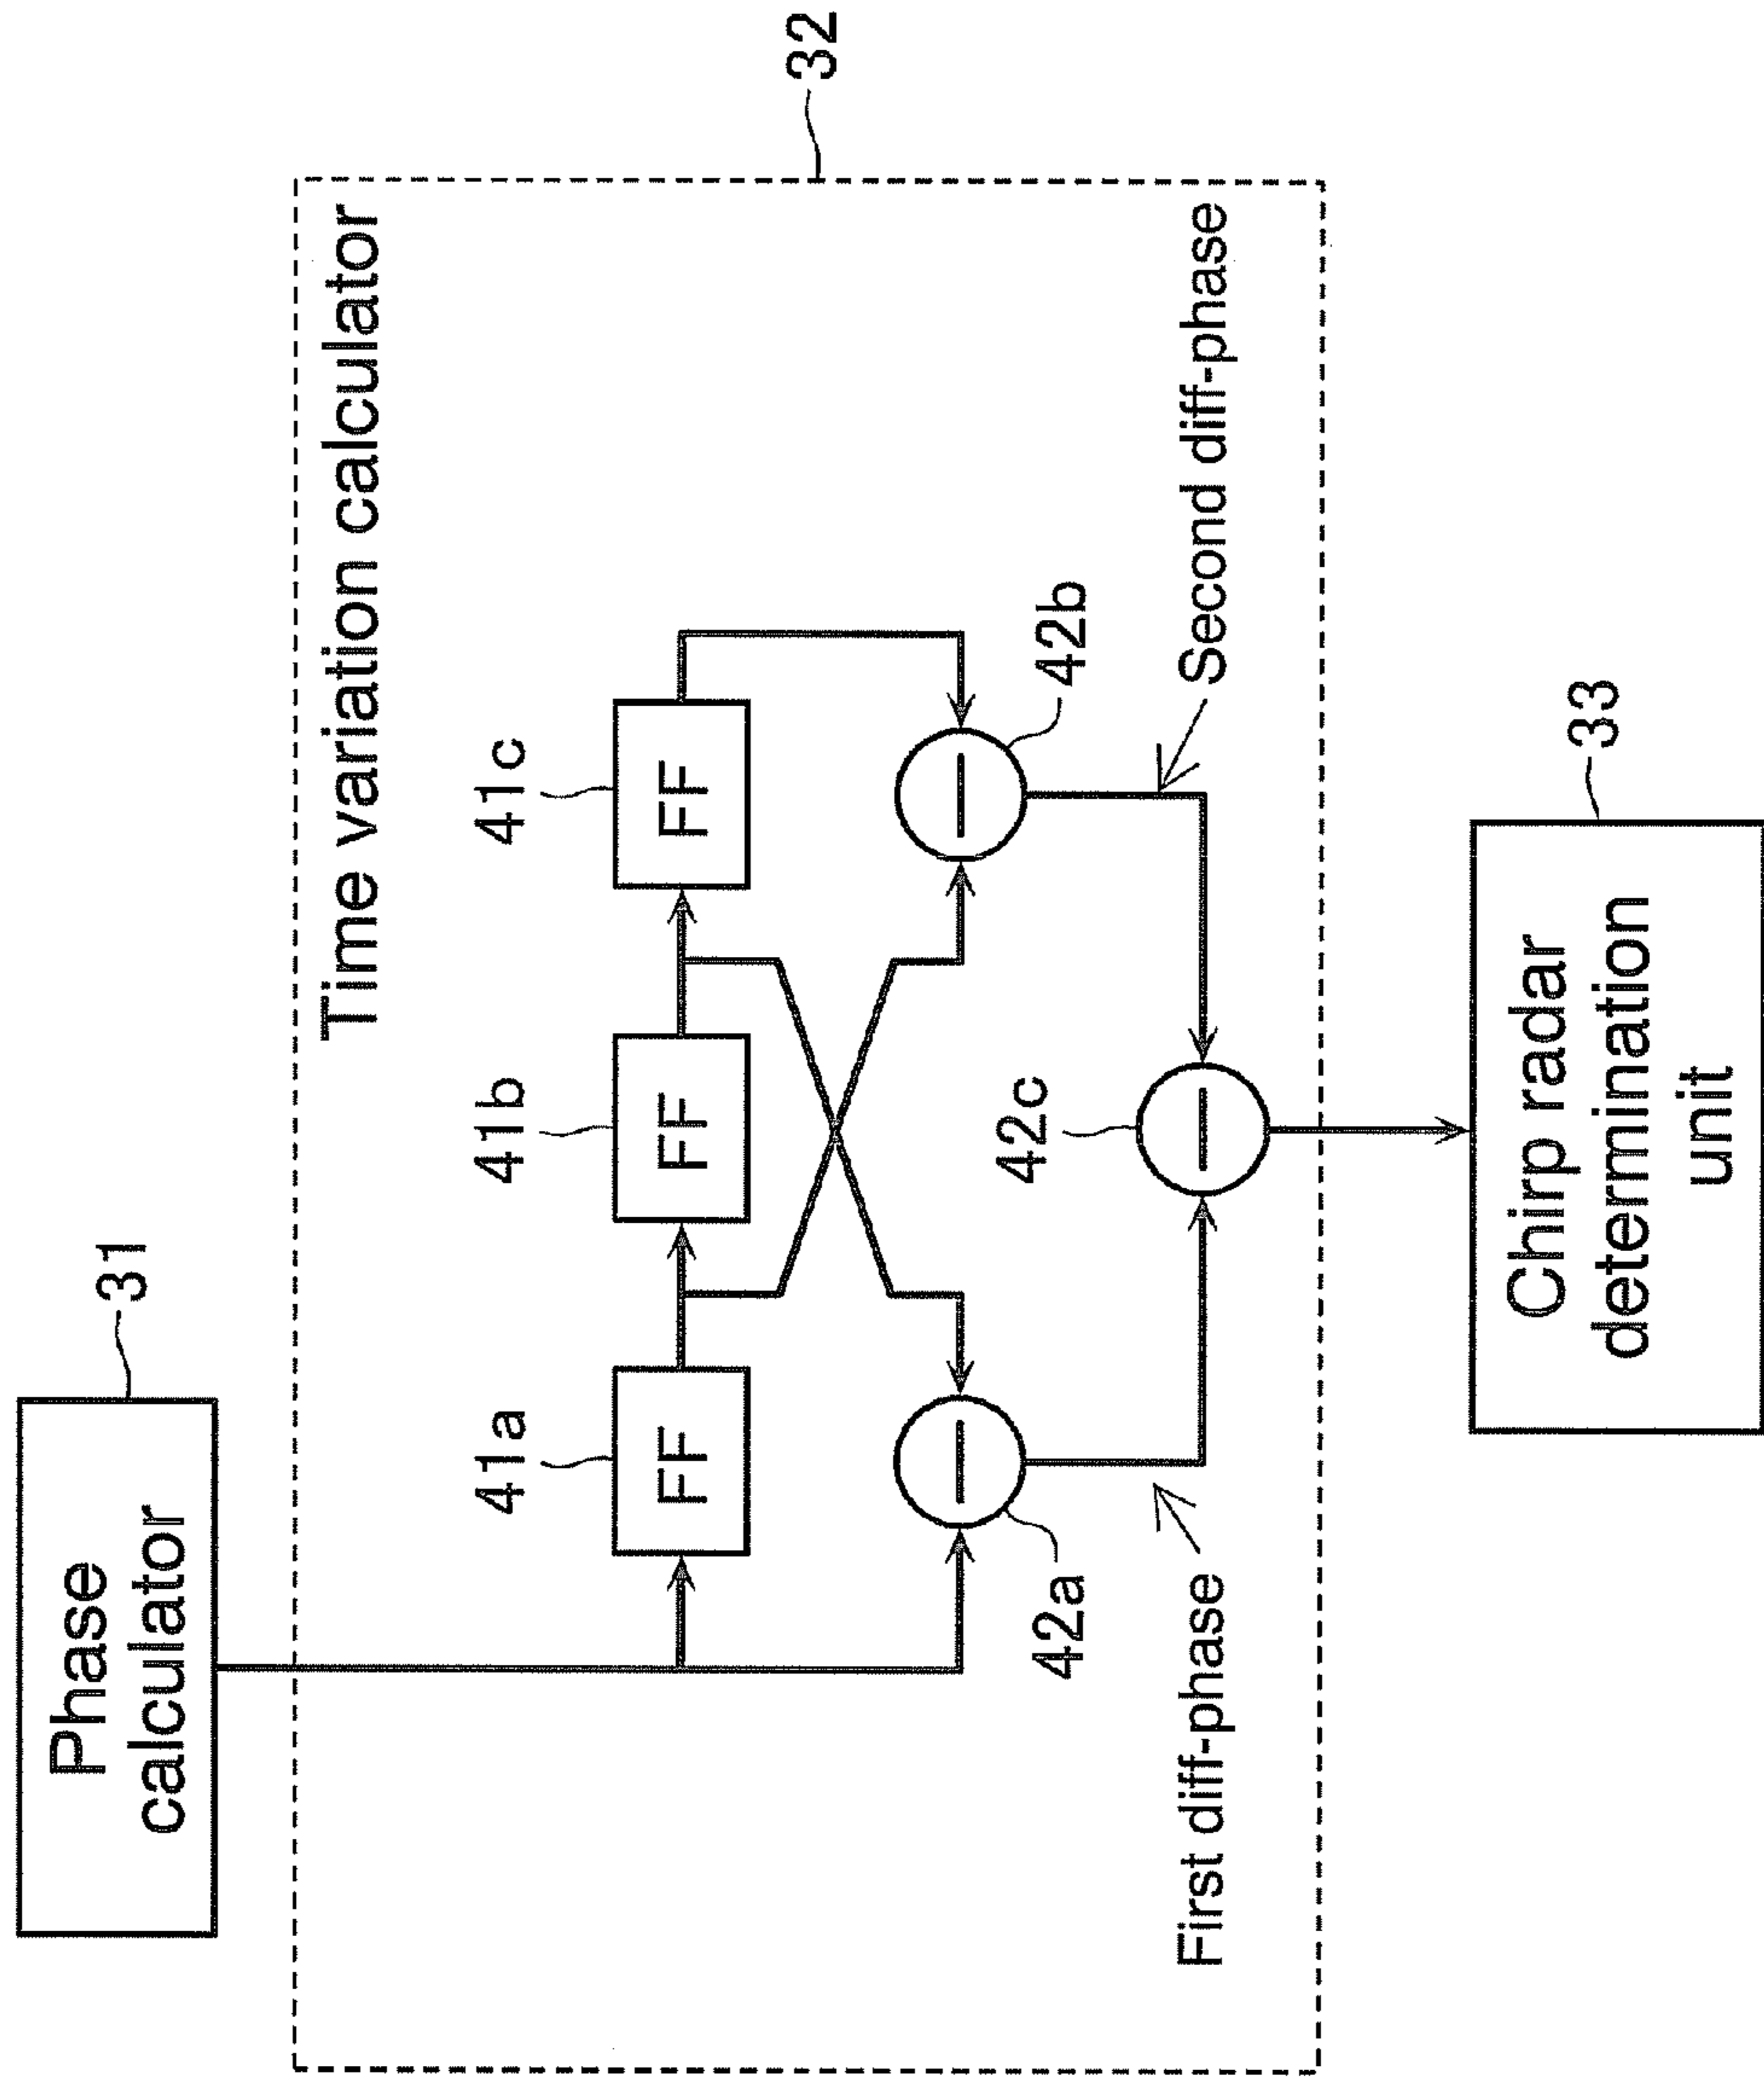 Phase
calculator
31
32
Time variation calculator
41a
FF
41b
FF
41c
FF
42a
42b
42c
First diff-phase
Second diff-phase
33
Chirp radar
determination
unit